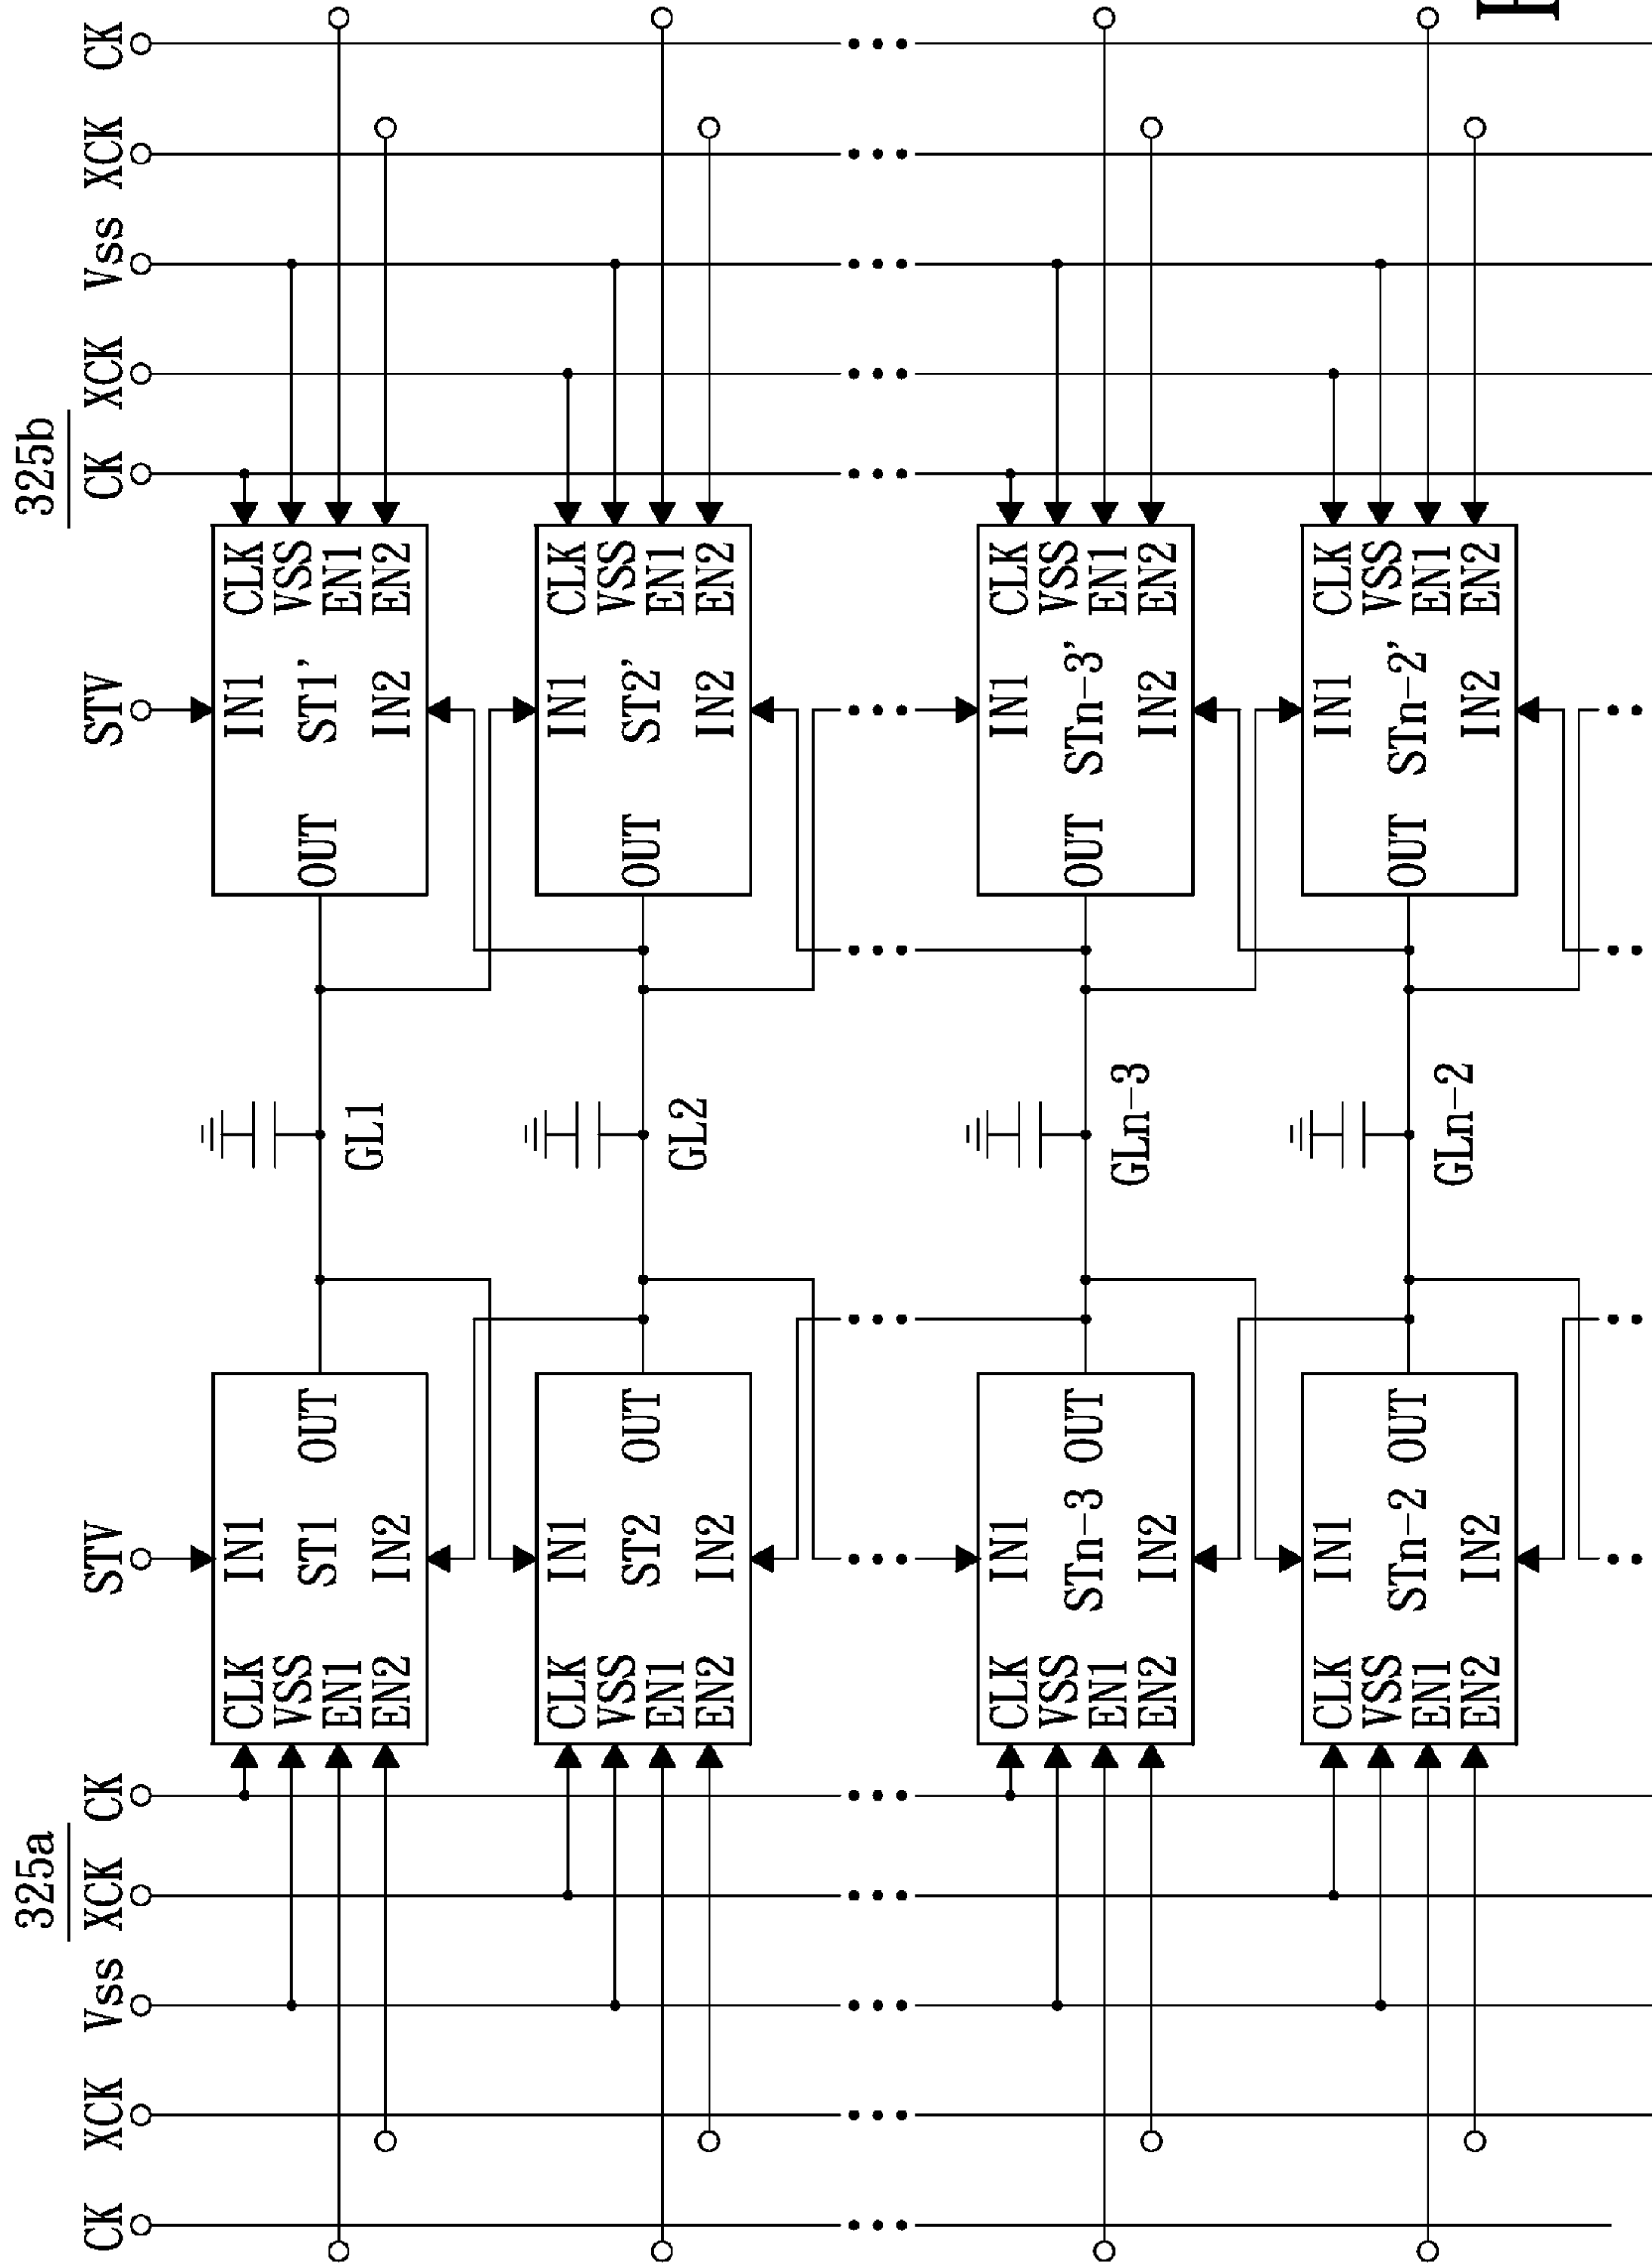 325a 325b
CK XCK Vss XCK CK STV STV CK XCK Vss XCK CK
CLK IN1 IN1 CLK
VSS VSS
ST1 OUT OUT ST1'
EN1 EN1
GL1
EN2 IN2 IN2 EN2
CLK IN1 IN1 CLK
VSS VSS
ST2 OUT OUT ST2'
EN1 EN1
GL2
EN2 IN2 IN2 EN2
CLK IN1 IN1 CLK
VSS VSS
STn-3 OUT OUT STn-3'
EN1 EN1
GLn-3
EN2 IN2 IN2 EN2
CLK IN1 IN1 CLK
VSS VSS
STn-2 OUT OUT STn-2'
EN1 EN1
GLn-2
EN2 IN2 IN2 EN2